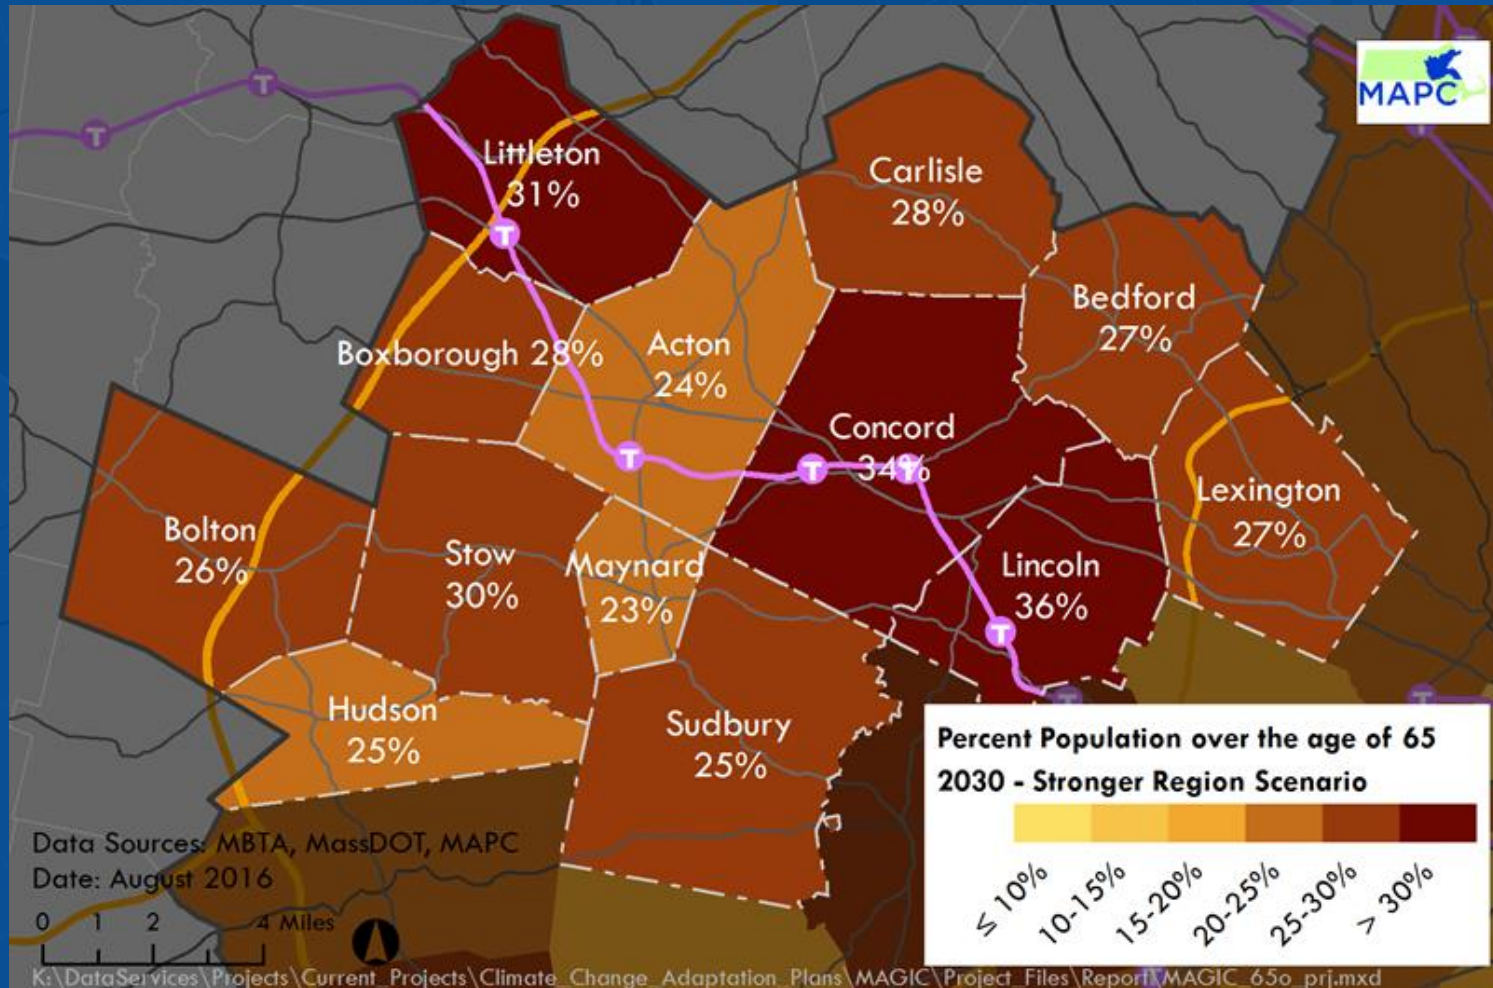 MAPC
Littleton
31%
Carlisle
28%
Bedford
27%
Boxborough 28%
Acton
24%
Concord
34%
Lexington
27%
Bolton
26%
Stow
30%
Maynard
23%
Lincoln
36%
Hudson
25%
Sudbury
25%
T
T
T
T
T
T
T
T
T
T
T
T
Percent Population over the age of 65
2030 - Stronger Region Scenario
≤ 10%
10-15%
15-20%
20-25%
25-30%
> 30%
Data Sources: MBTA, MassDOT, MAPC
Date: August 2016
0 1 2 4 Miles
K:\DataServices\Projects\Current_Projects\Climate_Change_Adaptation_Plans\MAGIC\Project_Files\Report\MAGIC_65o_prj.mxd